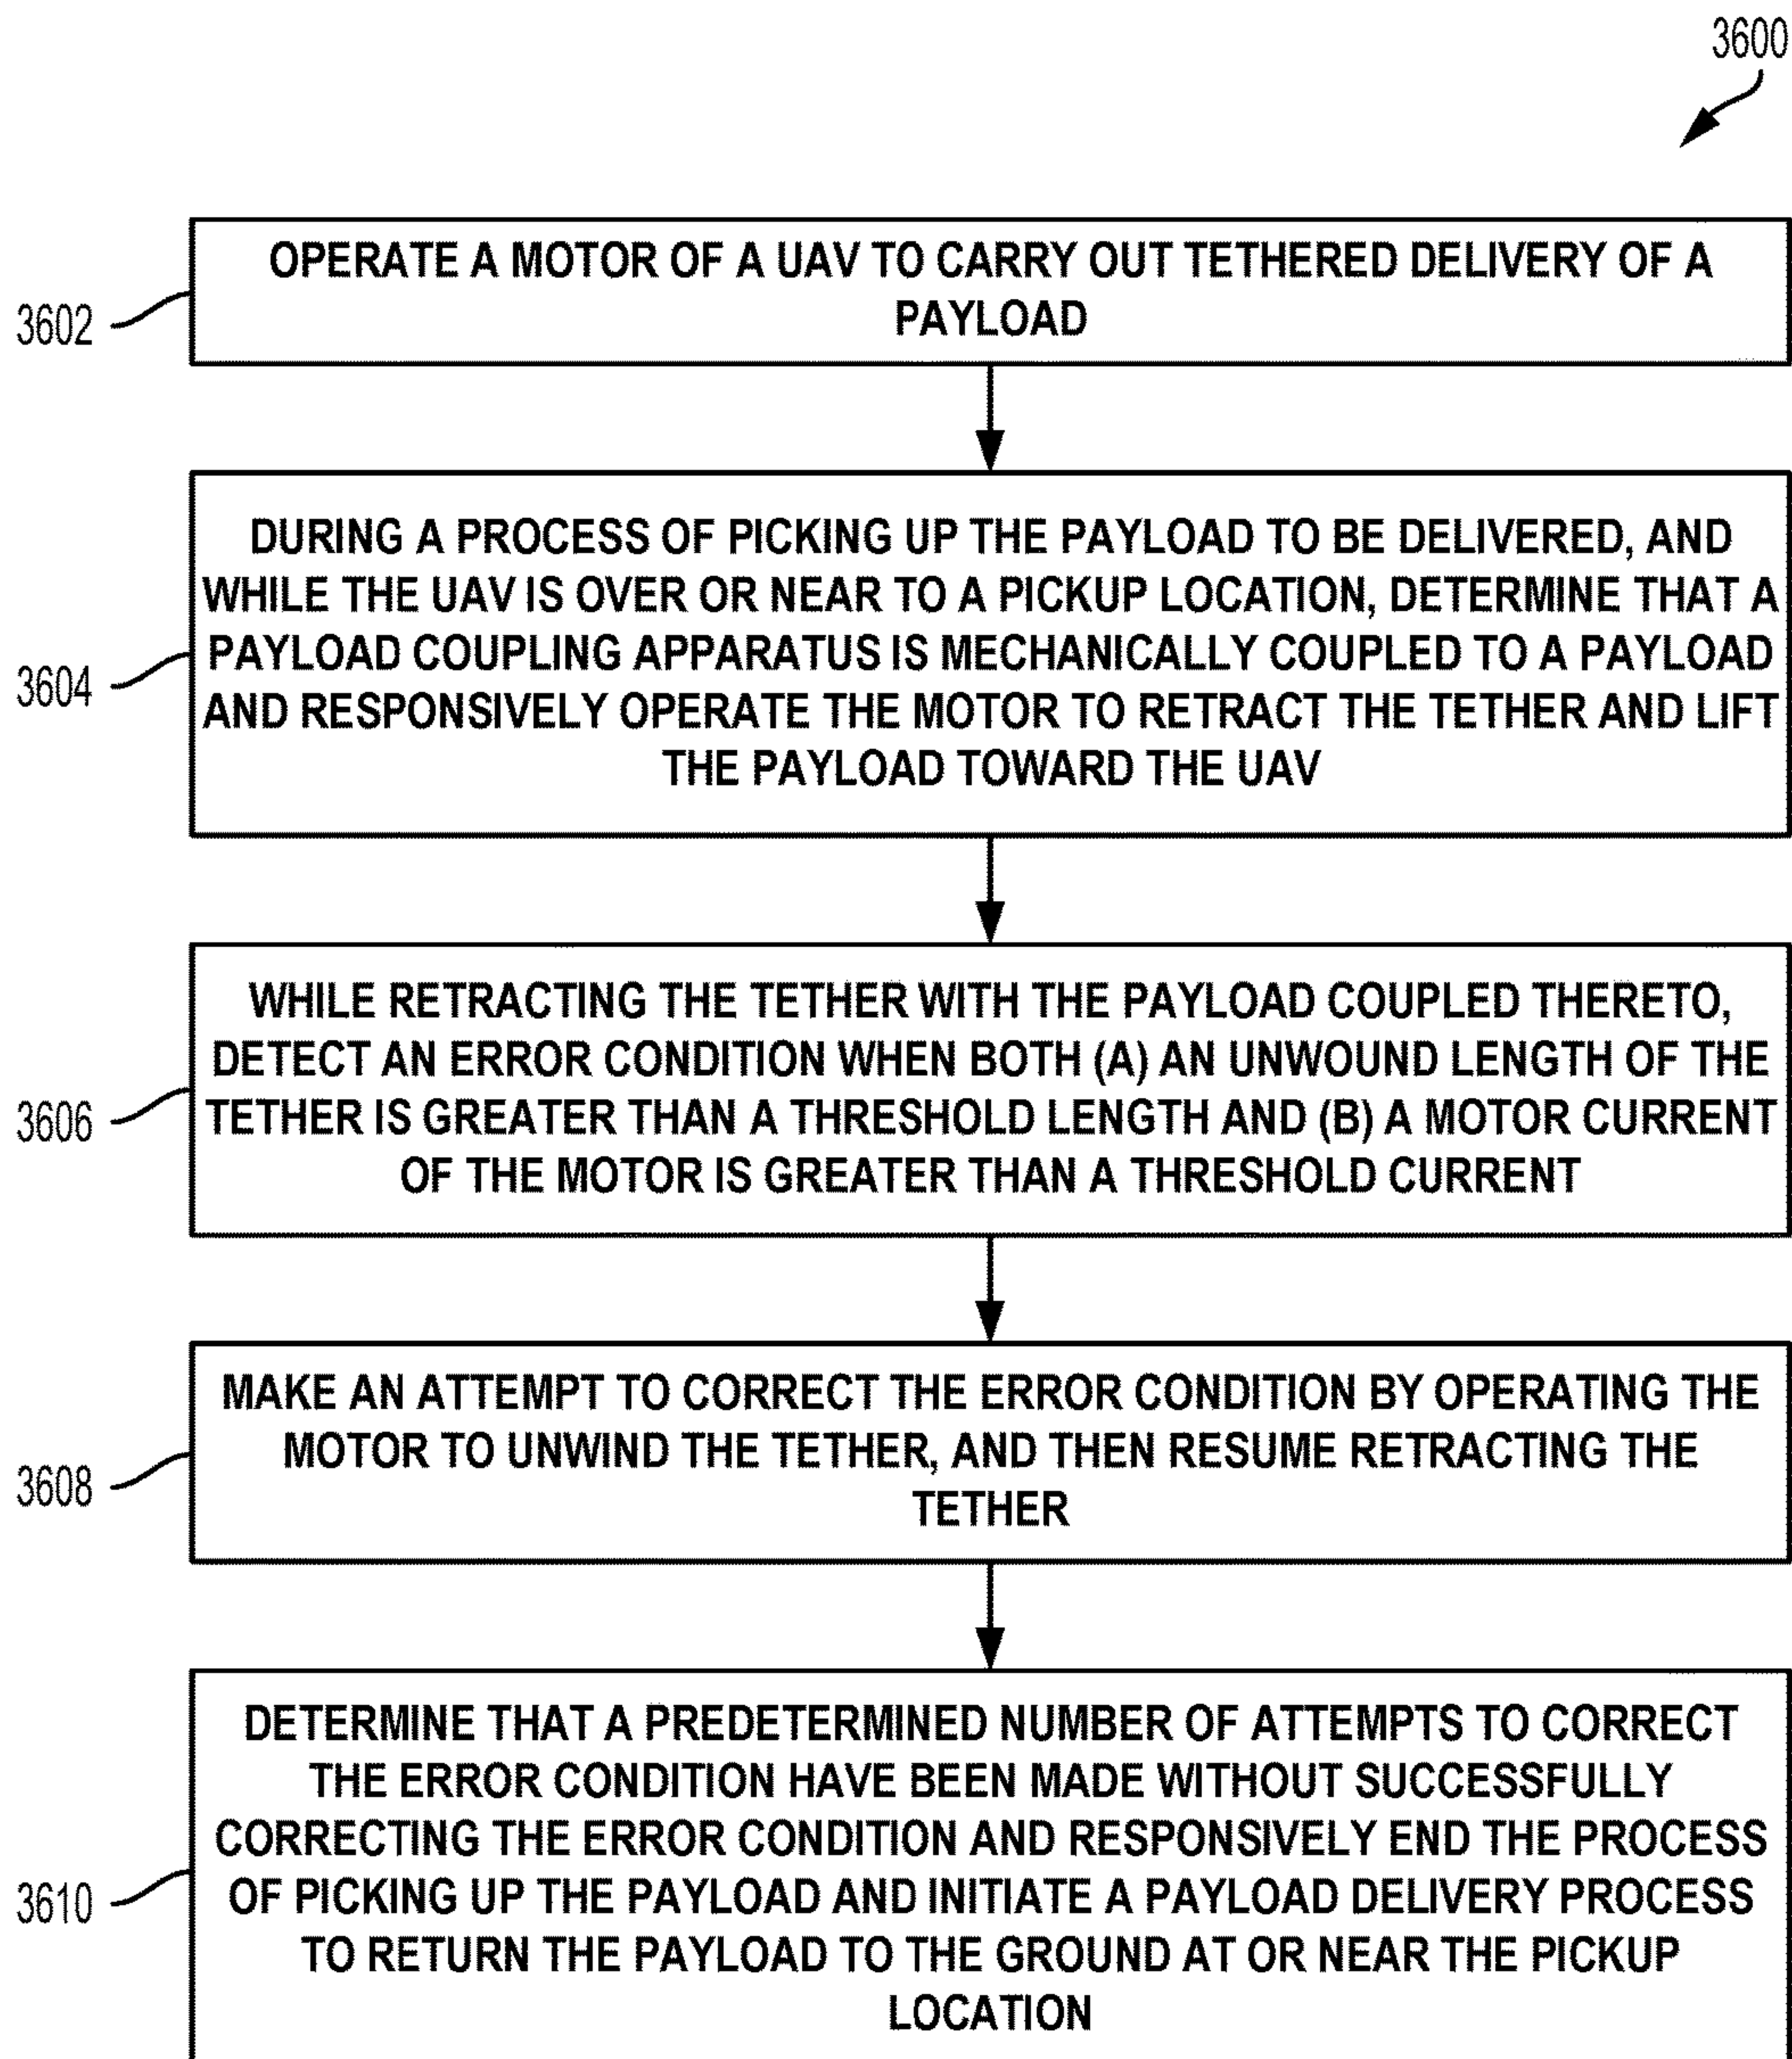 3600
OPERATE A MOTOR OF A UAV TO CARRY OUT TETHERED DELIVERY OF A
PAYLOAD
3602
DURING A PROCESS OF PICKING UP THE PAYLOAD TO BE DELIVERED, AND
WHILE THE UAV IS OVER OR NEAR TO A PICKUP LOCATION, DETERMINE THAT A
PAYLOAD COUPLING APPARATUS IS MECHANICALLY COUPLED TO A PAYLOAD
AND RESPONSIVELY OPERATE THE MOTOR TO RETRACT THE TETHER AND LIFT
THE PAYLOAD TOWARD THE UAV
3604
WHILE RETRACTING THE TETHER WITH THE PAYLOAD COUPLED THERETO,
DETECT AN ERROR CONDITION WHEN BOTH (A) AN UNWOUND LENGTH OF THE
TETHER IS GREATER THAN A THRESHOLD LENGTH AND (B) A MOTOR CURRENT
OF THE MOTOR IS GREATER THAN A THRESHOLD CURRENT
3606
MAKE AN ATTEMPT TO CORRECT THE ERROR CONDITION BY OPERATING THE
MOTOR TO UNWIND THE TETHER, AND THEN RESUME RETRACTING THE
TETHER
3608
DETERMINE THAT A PREDETERMINED NUMBER OF ATTEMPTS TO CORRECT
THE ERROR CONDITION HAVE BEEN MADE WITHOUT SUCCESSFULLY
CORRECTING THE ERROR CONDITION AND RESPONSIVELY END THE PROCESS
OF PICKING UP THE PAYLOAD AND INITIATE A PAYLOAD DELIVERY PROCESS
TO RETURN THE PAYLOAD TO THE GROUND AT OR NEAR THE PICKUP
LOCATION
3610